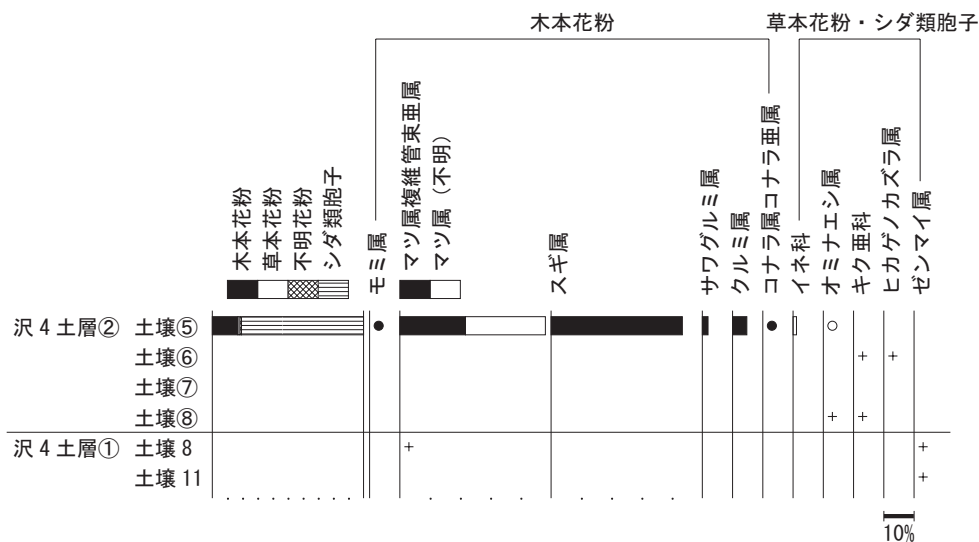 木本花粉
草本花粉・シダ類胞子
木本花粉
草本花粉
不明花粉
シダ類胞子
モミ属
マツ属複維管束亜属
マツ属（不明）
スギ属
サワグルミ属
クルミ属
コナラ属コナラ亜属
イネ科
オミナエシ属
キク亜科
ヒカゲノカズラ属
ゼンマイ属
沢4土層② 土壌⑤
土壌⑥
土壌⑦
土壌⑧
沢4土層① 土壌8
土壌11
10%